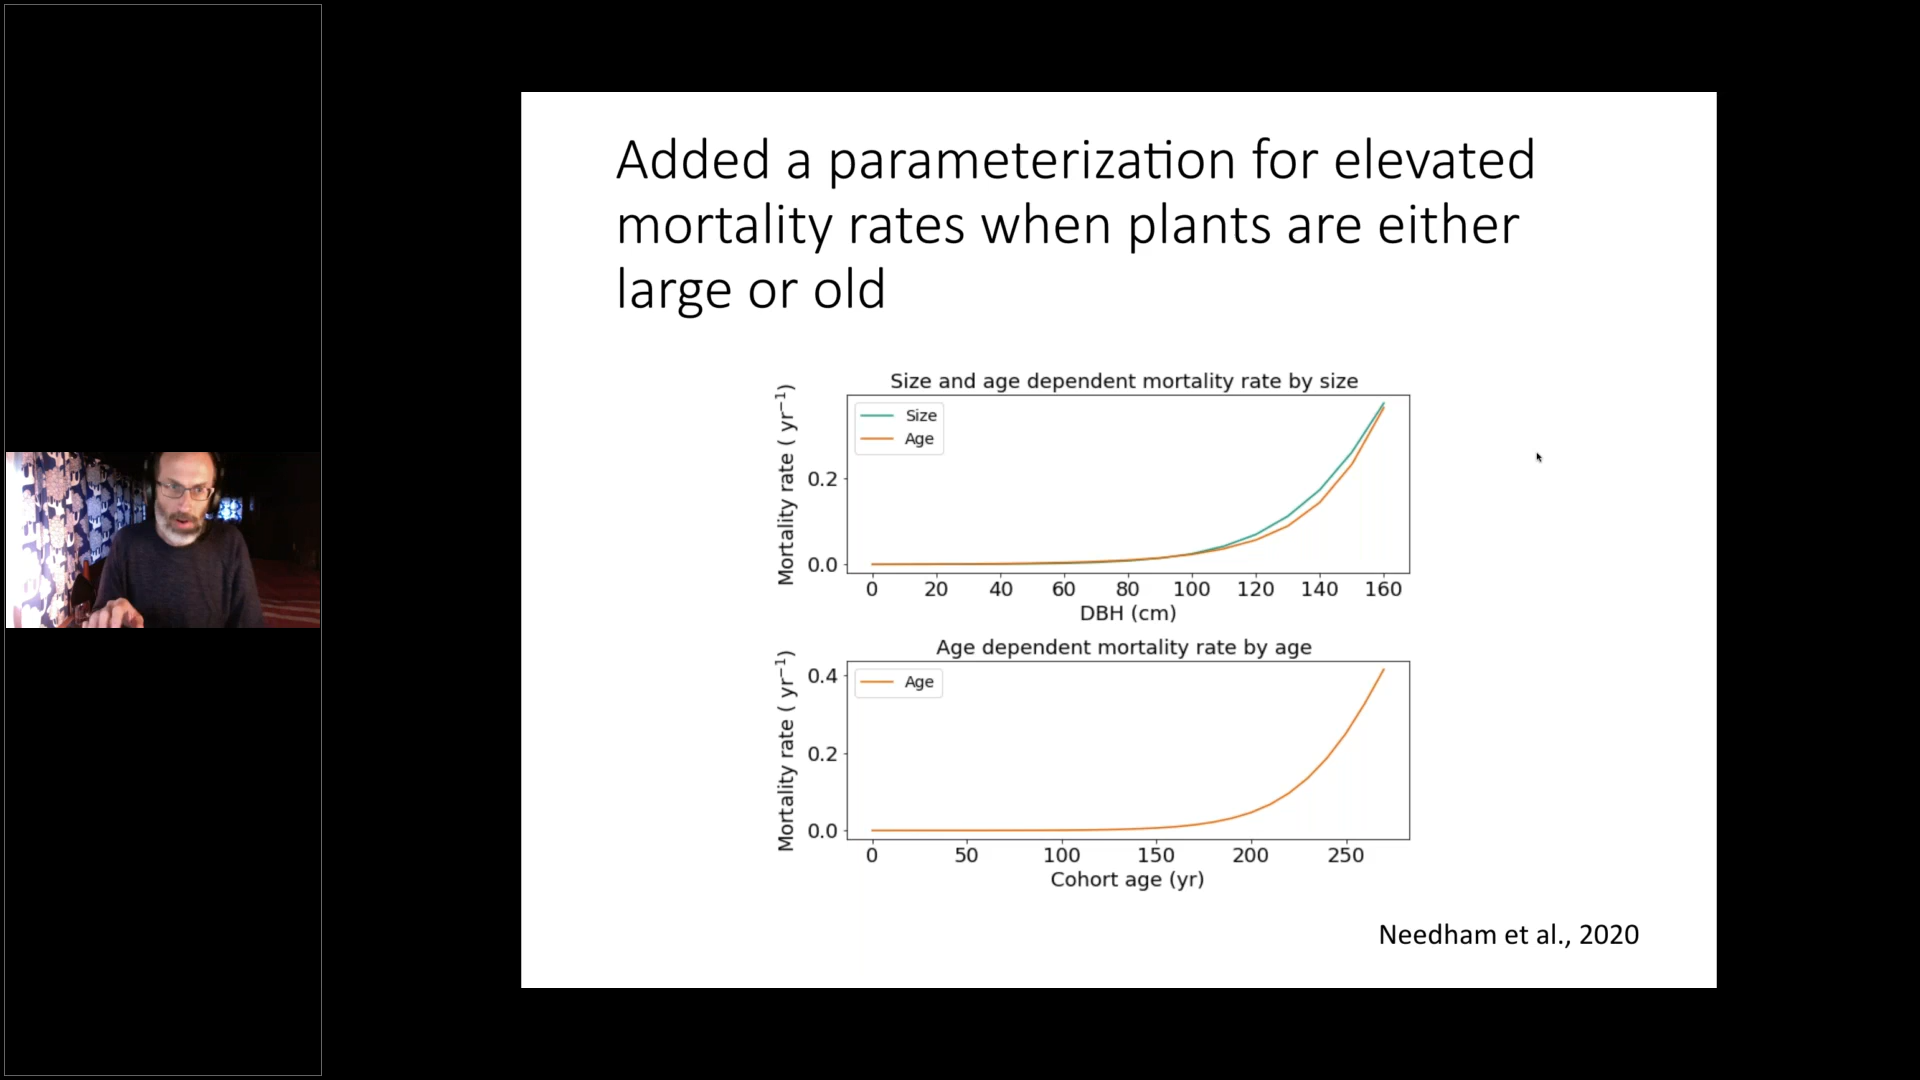 Added a parameterization for elevated
mortality rates when plants are either
large or old
Size and age dependent mortality rate by size
Mortality rate ( yr⁻¹)
Size
Age
0.2
0.0
0 20 40 60 80 100 120 140 160
DBH (cm)
Age dependent mortality rate by age
Mortality rate ( yr⁻¹)
Age
0.4
0.2
0.0
0 50 100 150 200 250
Cohort age (yr)
Needham et al., 2020